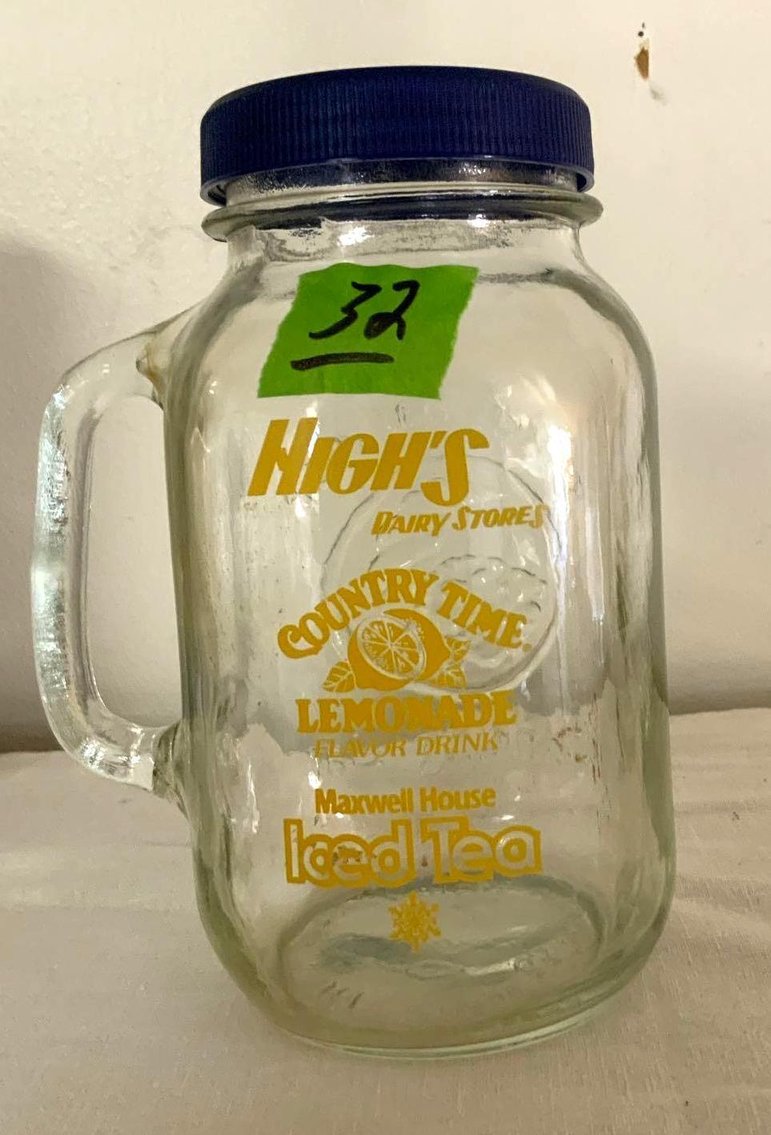 32
HIGH'S
DAIRY STORES
COUNTRY TIME®
LEMONADE
FLAVOR DRINK
Maxwell House
Iced Tea